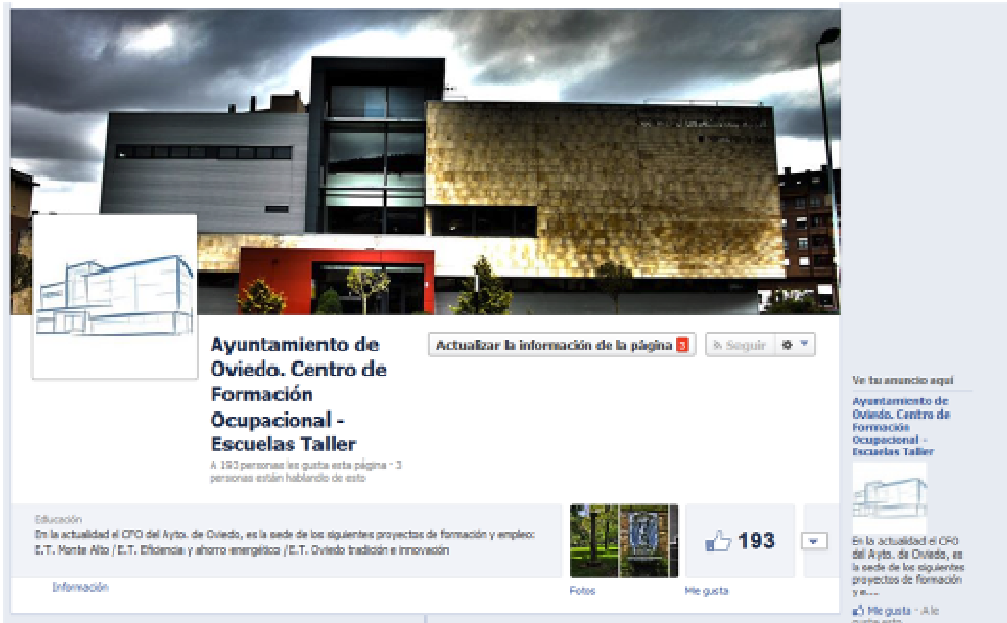 Ayuntamiento de
Oviedo. Centro de
Formación
Ocupacional -
Escuelas Taller
A 193 personas les gusta esta página - 3
personas están hablando de esto
Actualizar la información de la página 3
Seguir
Educación
En la actualidad el CFO del Ayto. de Oviedo, es la sede de los siguientes proyectos de formación y empleo:
E.T. Monte Alto / E.T. Eficiencia y ahorro energético / E.T. Oviedo tradición e innovación
Información
Fotos
193
Me gusta
Ve tu anuncio aquí
Ayuntamiento de
Oviedo. Centro de
Formación
Ocupacional -
Escuelas Taller
En la actualidad el CFO
del Ayto. de Oviedo, es
la sede de los siguientes
proyectos de formación
y e....
Me gusta · A le
gusta esto